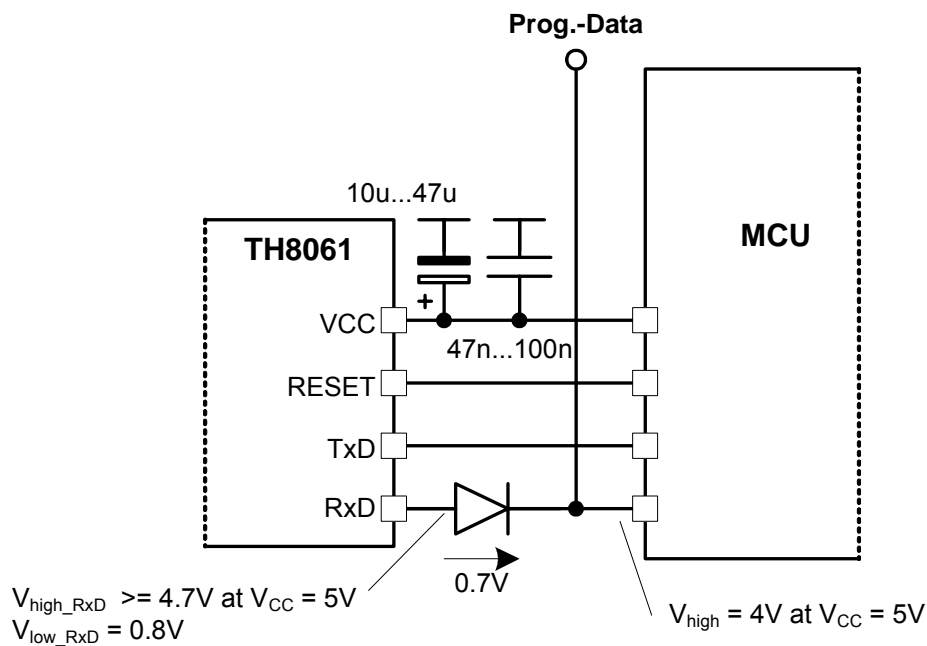 Prog.-Data
10u...47u
TH8061
MCU
+
VCC
47n...100n
RESET
TxD
RxD
0.7V
V_high_RxD >= 4.7V at V_CC = 5V
V_low_RxD = 0.8V
V_high = 4V at V_CC = 5V